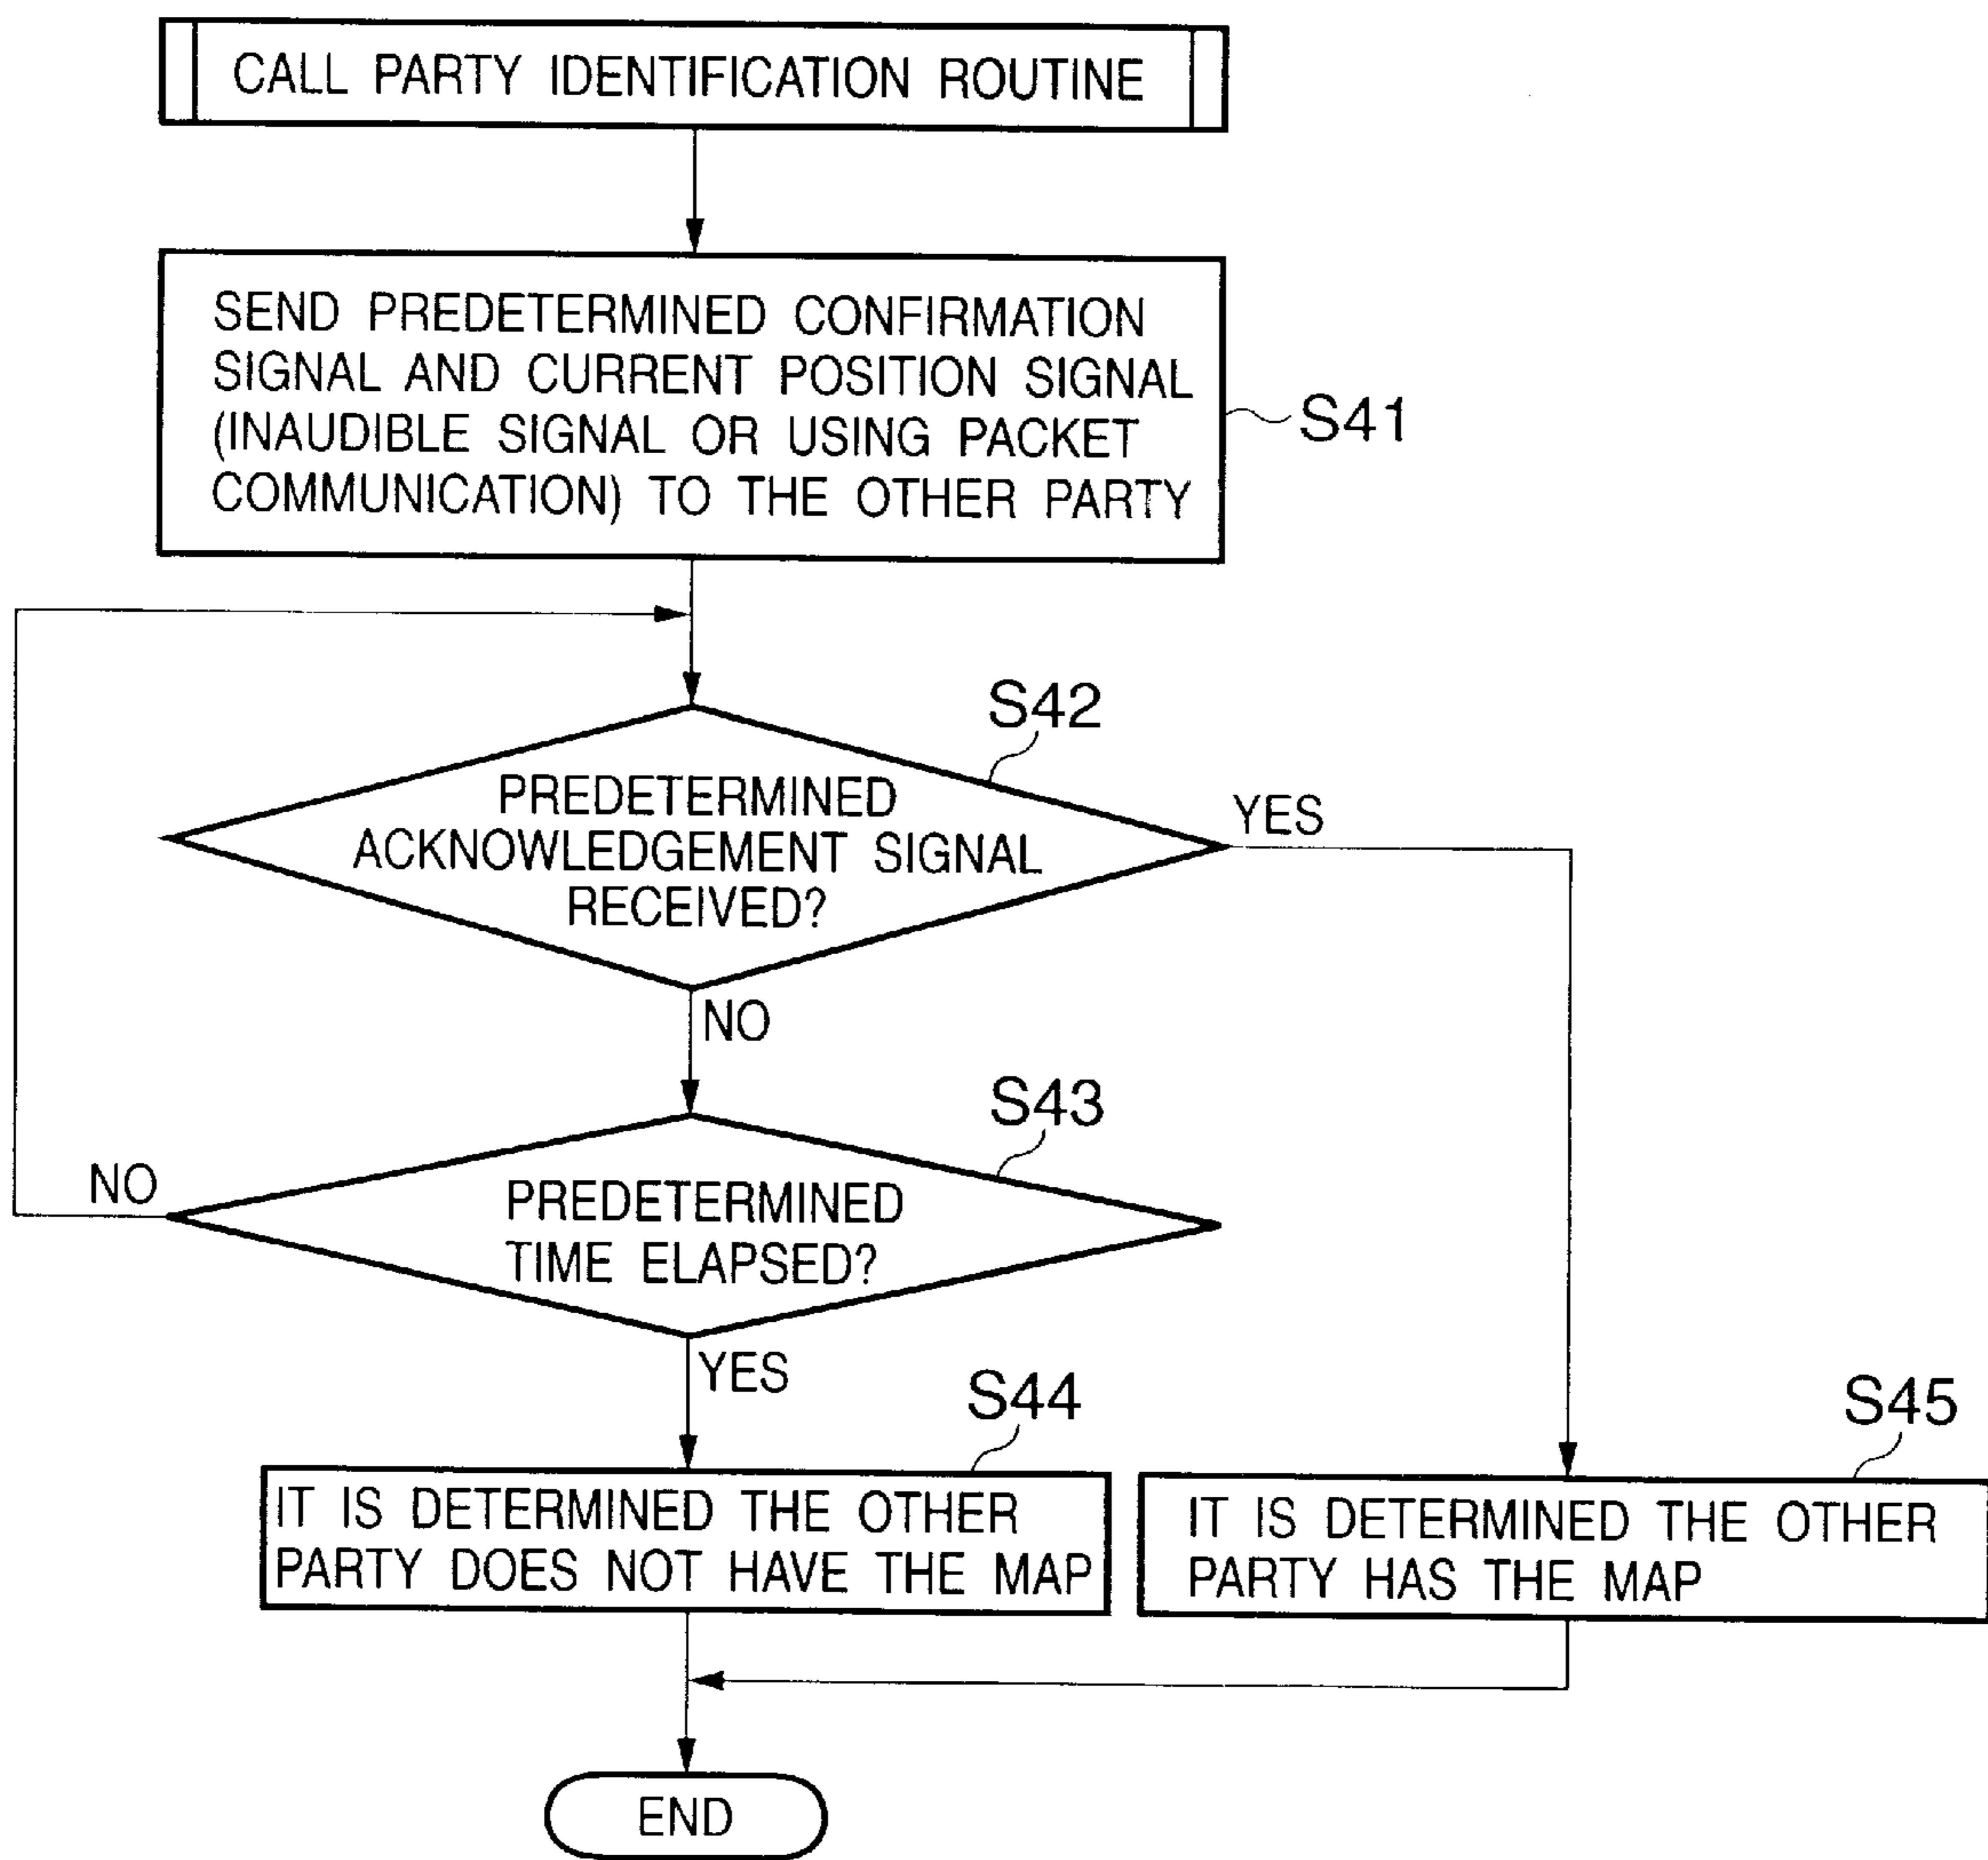 CALL PARTY IDENTIFICATION ROUTINE
SEND PREDETERMINED CONFIRMATION
SIGNAL AND CURRENT POSITION SIGNAL
(INAUDIBLE SIGNAL OR USING PACKET
COMMUNICATION) TO THE OTHER PARTY
S41
S42
PREDETERMINED
ACKNOWLEDGEMENT SIGNAL
RECEIVED?
YES
NO
S43
PREDETERMINED
TIME ELAPSED?
NO
YES
S44
IT IS DETERMINED THE OTHER
PARTY DOES NOT HAVE THE MAP
S45
IT IS DETERMINED THE OTHER
PARTY HAS THE MAP
END